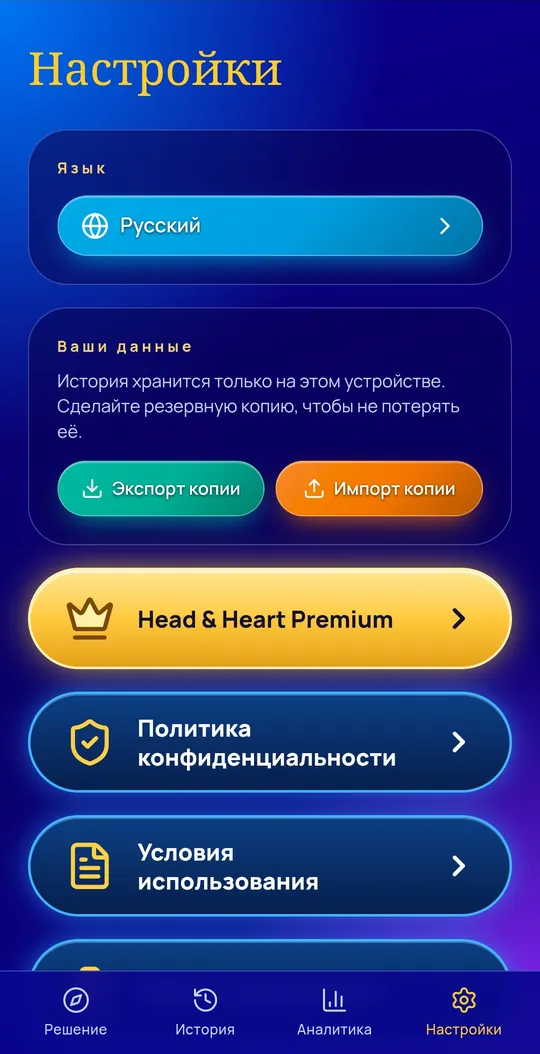 Настройки
Язык
Русский
Ваши данные
История хранится только на этом устройстве.
Сделайте резервную копию, чтобы не потерять
её.
Экспорт копии
Импорт копии
Head & Heart Premium
Политика
конфиденциальности
Условия
использования
Решение
История
Аналитика
Настройки